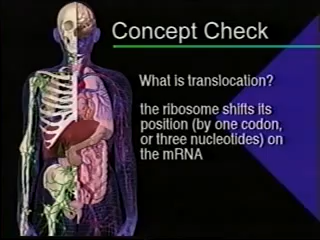 Concept Check
What is translocation?
the ribosome shifts its
position (by one codon,
or three nucleotides) on
the mRNA